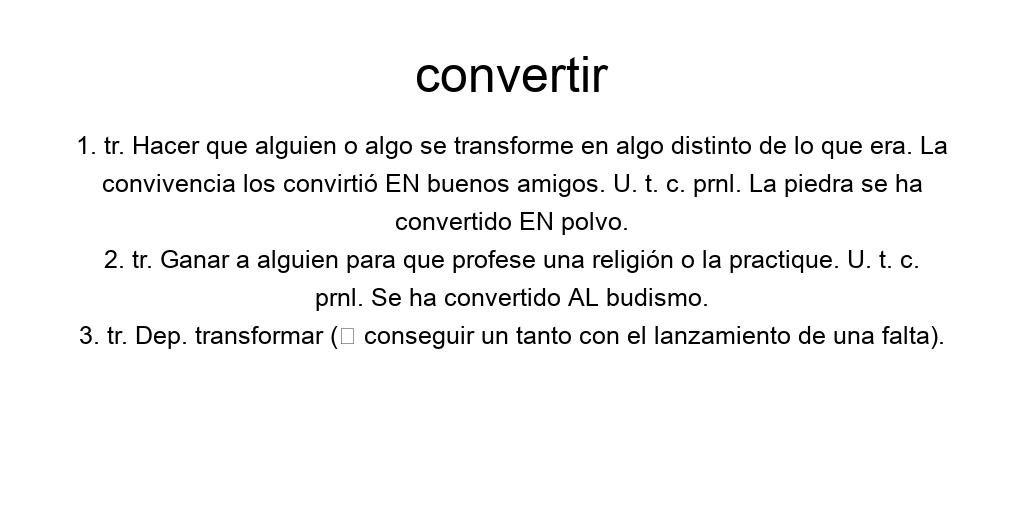 convertir
1. tr. Hacer que alguien o algo se transforme en algo distinto de lo que era. La
convivencia los convirtió EN buenos amigos. U. t. c. prnl. La piedra se ha
convertido EN polvo.
2. tr. Ganar a alguien para que profese una religión o la practique. U. t. c.
prnl. Se ha convertido AL budismo.
3. tr. Dep. transformar (□ conseguir un tanto con el lanzamiento de una falta).